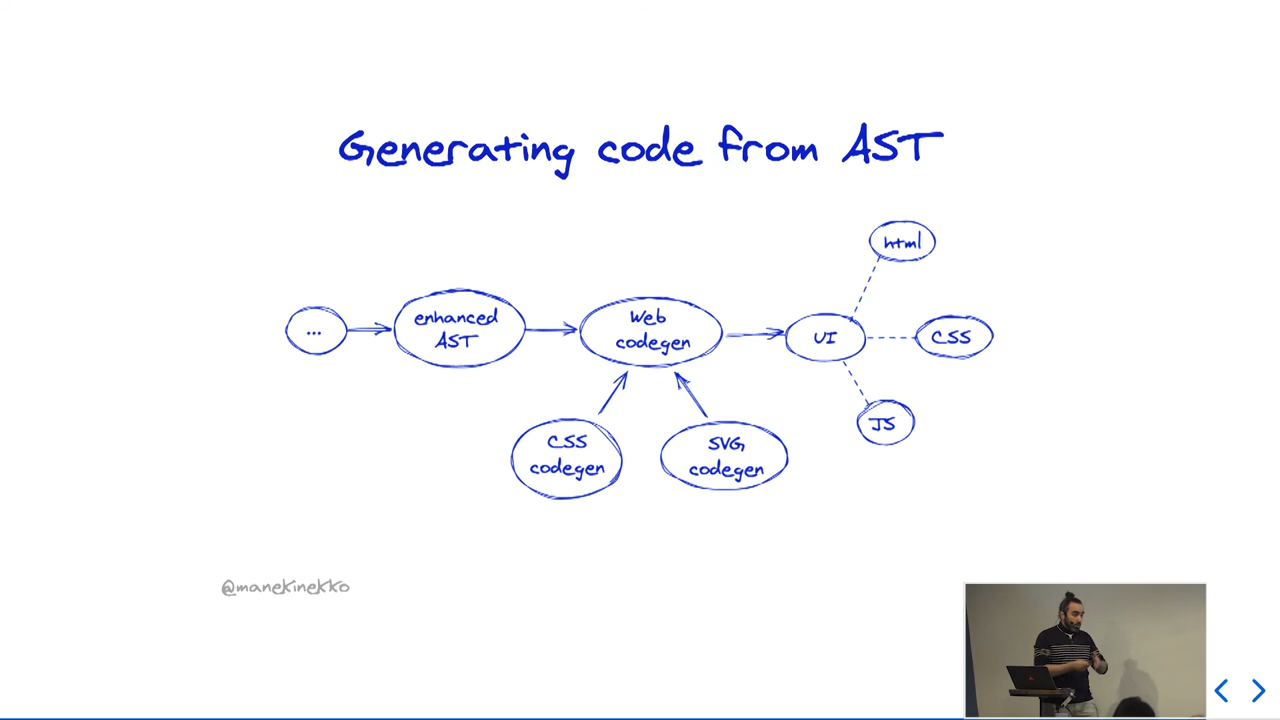 Generating code from AST
...
enhanced
AST
Web
codegen
UI
html
CSS
JS
CSS
codegen
SVG
codegen
@manekinekko